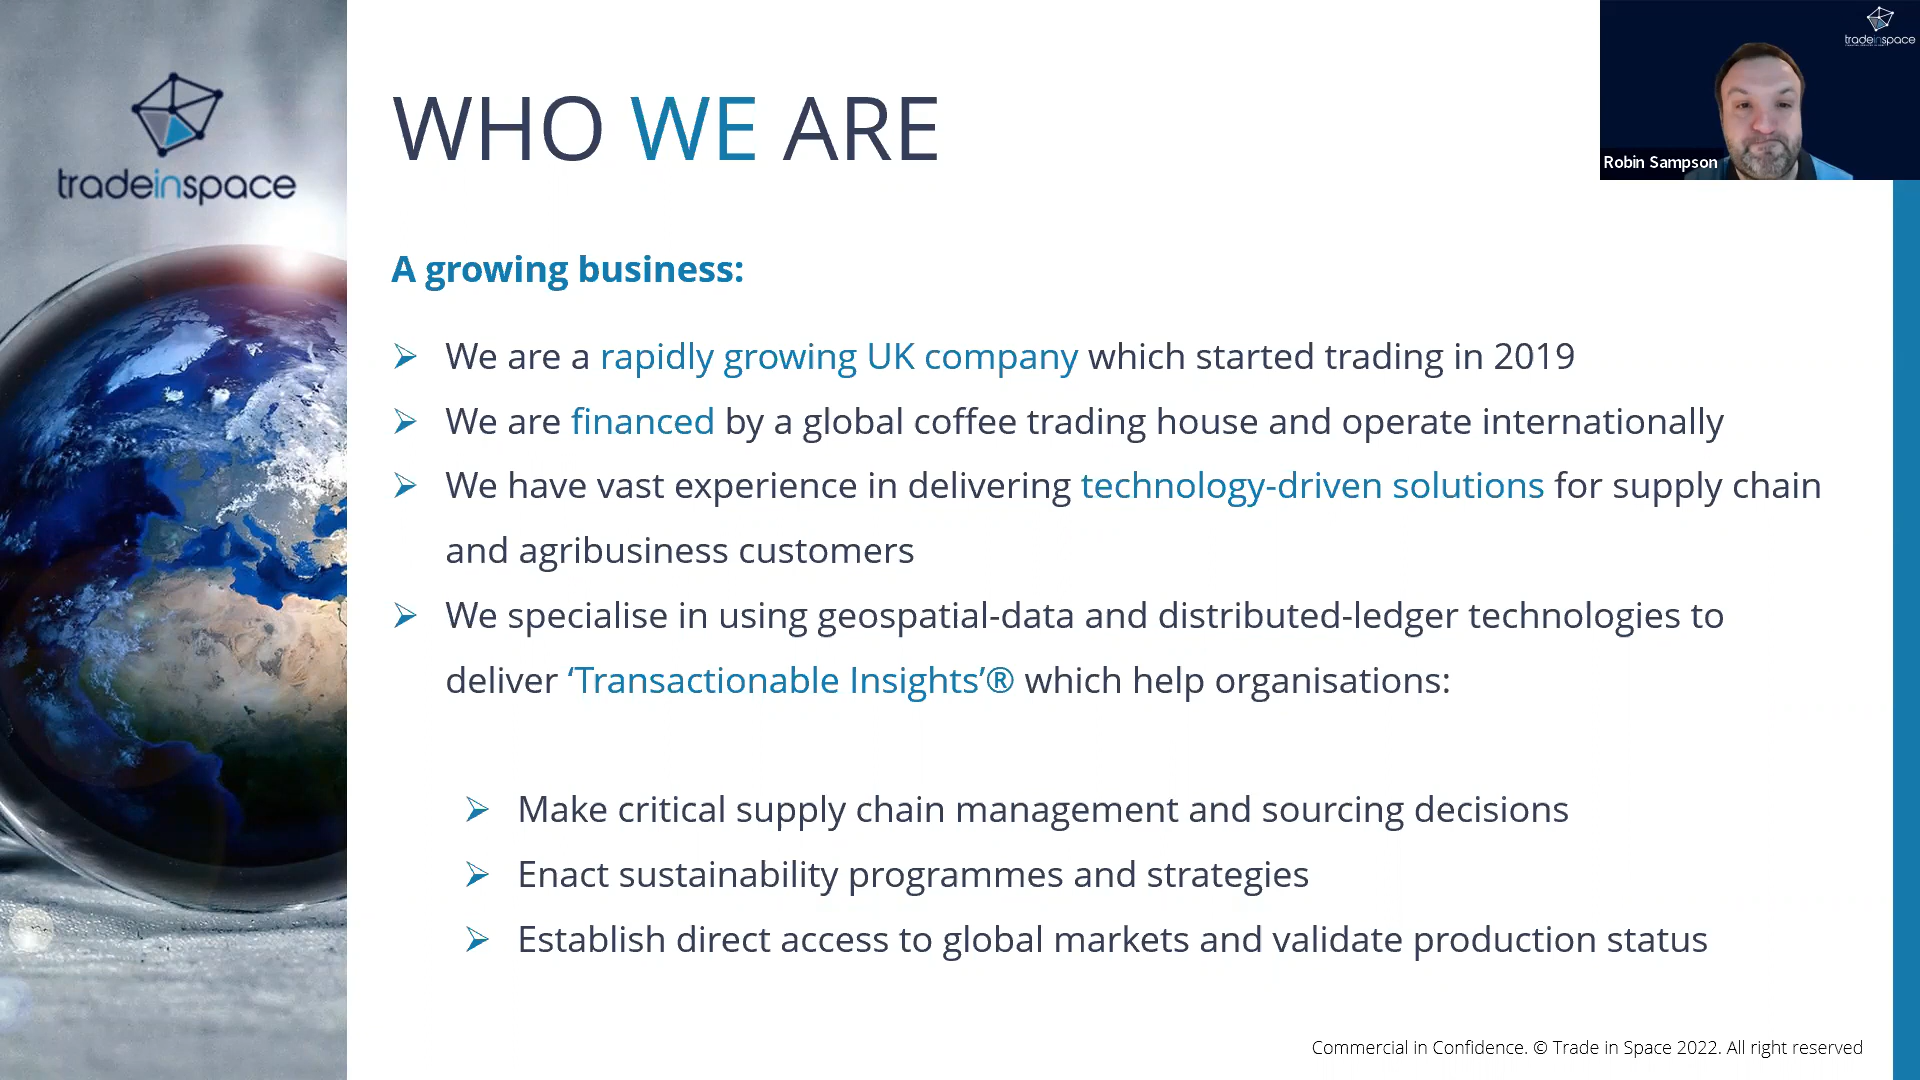 tradeinspace
WHO WE ARE
tradeinspace
Robin Sampson
A growing business:
We are a rapidly growing UK company which started trading in 2019
We are financed by a global coffee trading house and operate internationally
We have vast experience in delivering technology-driven solutions for supply chain
and agribusiness customers
We specialise in using geospatial-data and distributed-ledger technologies to
deliver ‘Transactionable Insights’® which help organisations:
Make critical supply chain management and sourcing decisions
Enact sustainability programmes and strategies
Establish direct access to global markets and validate production status
Commercial in Confidence. © Trade in Space 2022. All right reserved